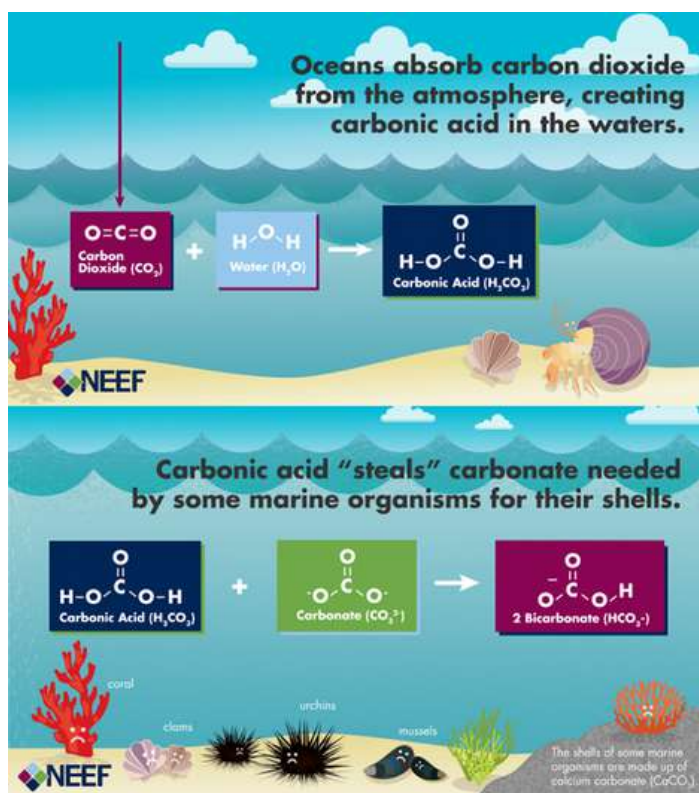 Oceans absorb carbon dioxide
from the atmosphere, creating
carbonic acid in the waters.
O=C=O
Carbon
Dioxide (CO₂)
+
H O H
Water (H₂O)
O
H-O C O-H
Carbonic Acid (H₂CO₃)
NEEF
Carbonic acid “steals” carbonate needed
by some marine organisms for their shells.
O
H-O C O-H
Carbonic Acid (H₂CO₃)
+
O
-O C O-
Carbonate (CO₃²⁻)
O
⁻O C O H
2 Bicarbonate (HCO₃-)
coral
clams
urchins
mussels
The shells of some marine
organisms are made up of
calcium carbonate (CaCO₃)
NEEF